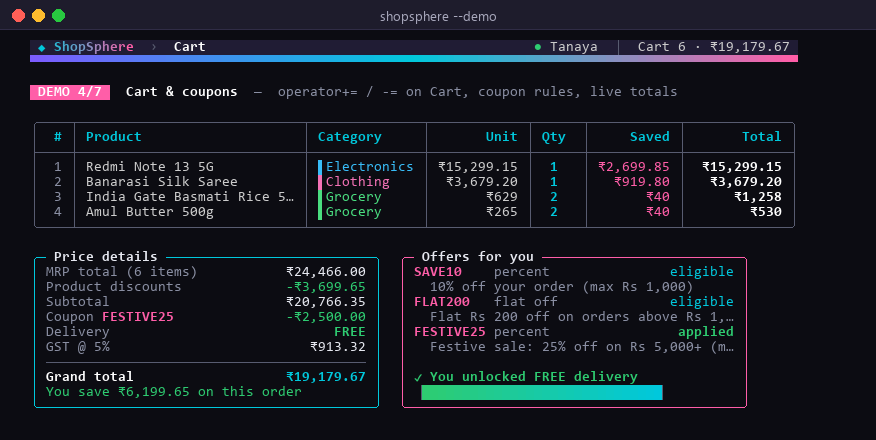 shopsphere --demo
◆ ShopSphere › Cart ● Tanaya │ Cart 6 · ₹19,179.67
DEMO 4/7 Cart & coupons — operator+= / -= on Cart, coupon rules, live totals
# Product Category Unit Qty Saved Total
1 Redmi Note 13 5G Electronics ₹15,299.15 1 ₹2,699.85 ₹15,299.15
2 Banarasi Silk Saree Clothing ₹3,679.20 1 ₹919.80 ₹3,679.20
3 India Gate Basmati Rice 5… Grocery ₹629 2 ₹40 ₹1,258
4 Amul Butter 500g Grocery ₹265 2 ₹40 ₹530
Price details
MRP total (6 items) ₹24,466.00
Product discounts -₹3,699.65
Subtotal ₹20,766.35
Coupon FESTIVE25 -₹2,500.00
Delivery FREE
GST @ 5% ₹913.32
Grand total ₹19,179.67
You save ₹6,199.65 on this order
Offers for you
SAVE10 percent eligible
10% off your order (max Rs 1,000)
FLAT200 flat off eligible
Flat Rs 200 off on orders above Rs 1,…
FESTIVE25 percent applied
Festive sale: 25% off on Rs 5,000+ (m…
✓ You unlocked FREE delivery